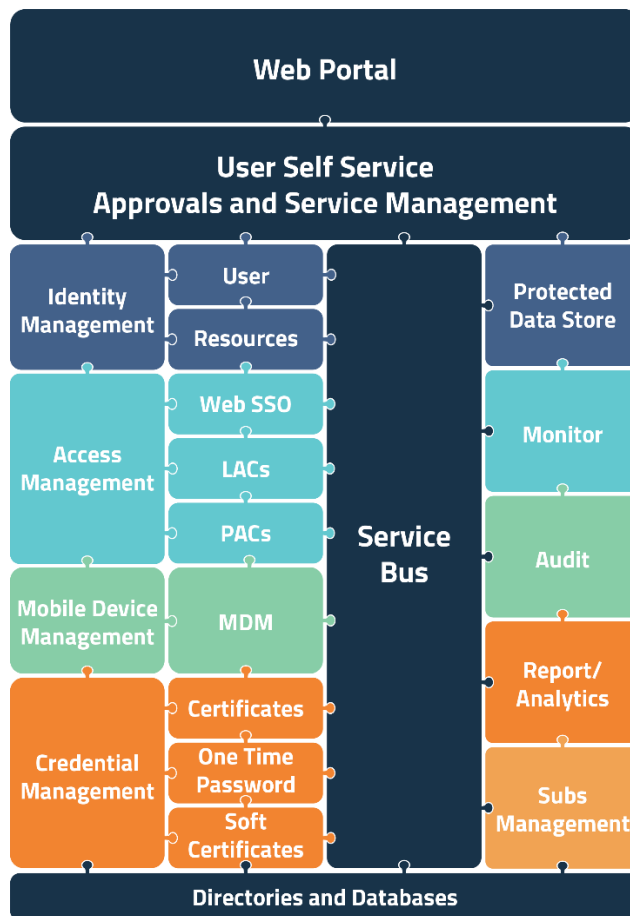 Web Portal
User Self Service
Approvals and Service Management
Identity
Management
User
Resources
Access
Management
Web SSO
LACs
PACs
Mobile Device
Management
MDM
Credential
Management
Certificates
One Time
Password
Soft
Certificates
Service
Bus
Protected
Data Store
Monitor
Audit
Report/
Analytics
Subs
Management
Directories and Databases